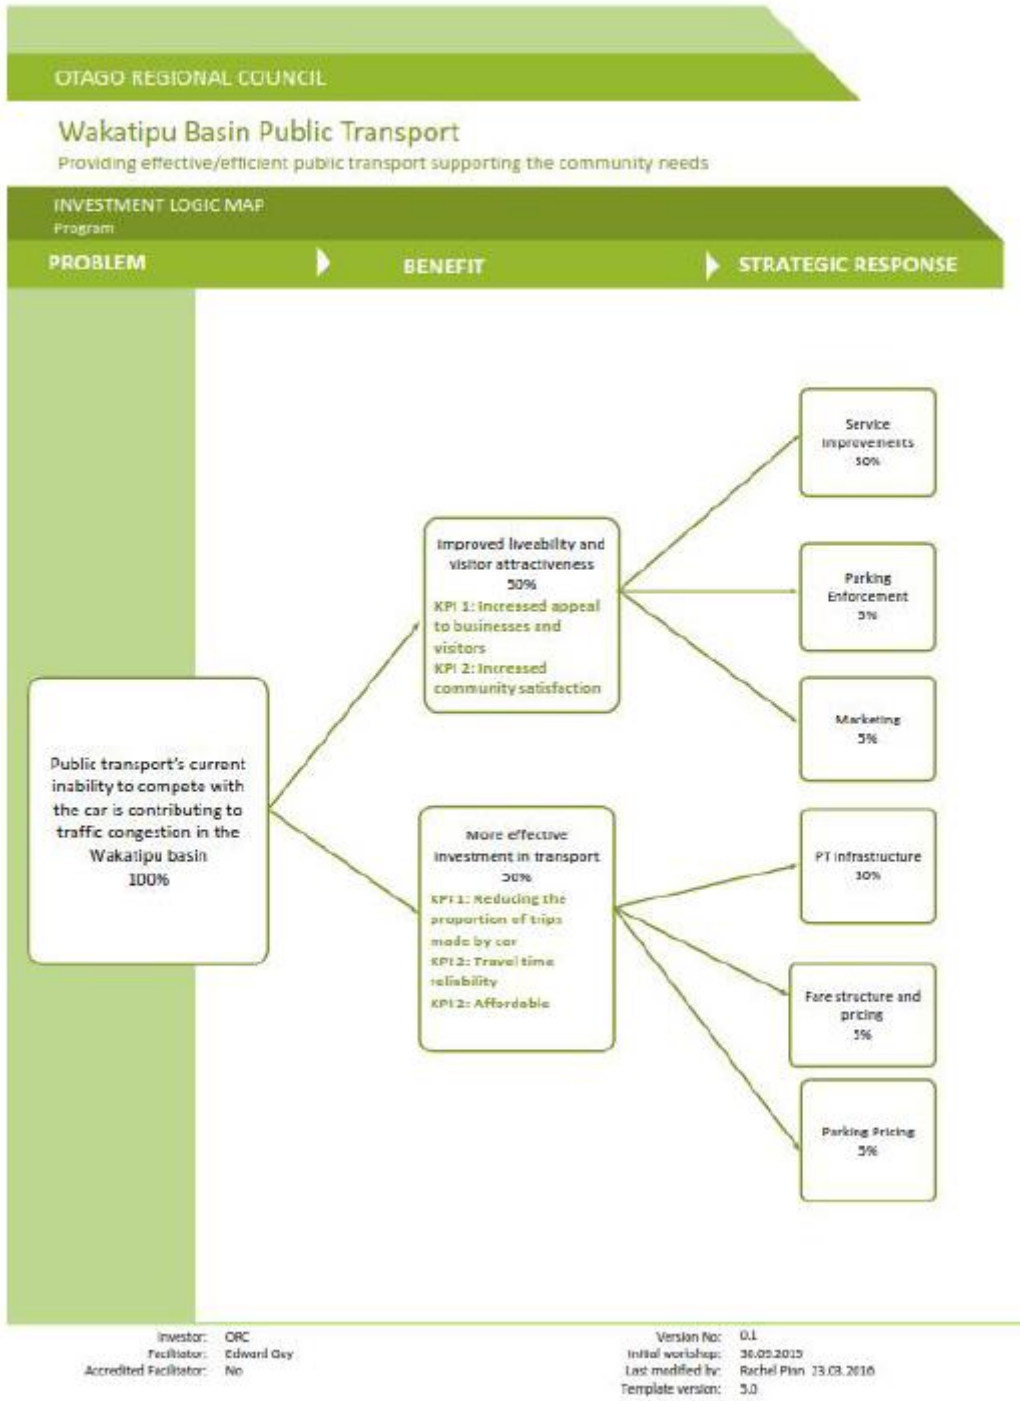 OTAGO REGIONAL COUNCIL
Wakatipu Basin Public Transport
Providing effective/efficient public transport supporting the community needs
INVESTMENT LOGIC MAP
Program
PROBLEM
BENEFIT
STRATEGIC RESPONSE
Public transport's current
inability to compete with
the car is contributing to
traffic congestion in the
Wakatipu basin
100%
Improved liveability and
visitor attractiveness
50%
KPI 1: Increased appeal
to businesses and
visitors
KPI 2: Increased
community satisfaction
More effective
investment in transport
50%
KPI 1: Reducing the
proportion of trips
made by car
KPI 2: Travel time
reliability
KPI 2: Affordable
Service
Improvements
50%
Parking
Enforcement
5%
Marketing
5%
PT infrastructure
30%
Fare structure and
pricing
5%
Parking Pricing
5%
Investor: ORC
Facilitator: Edward Guy
Accredited Facilitator: No
Version No: 0.1
Initial workshop:
Last modified by: Rachel Pinn 23.03.2016
Template version: 5.0